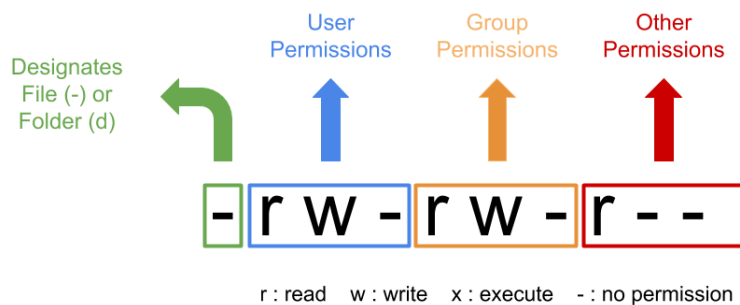 User
Permissions
Group
Permissions
Other
Permissions
Designates
File (-) or
Folder (d)
- r w - r w - r - -
r : read w : write x : execute - : no permission